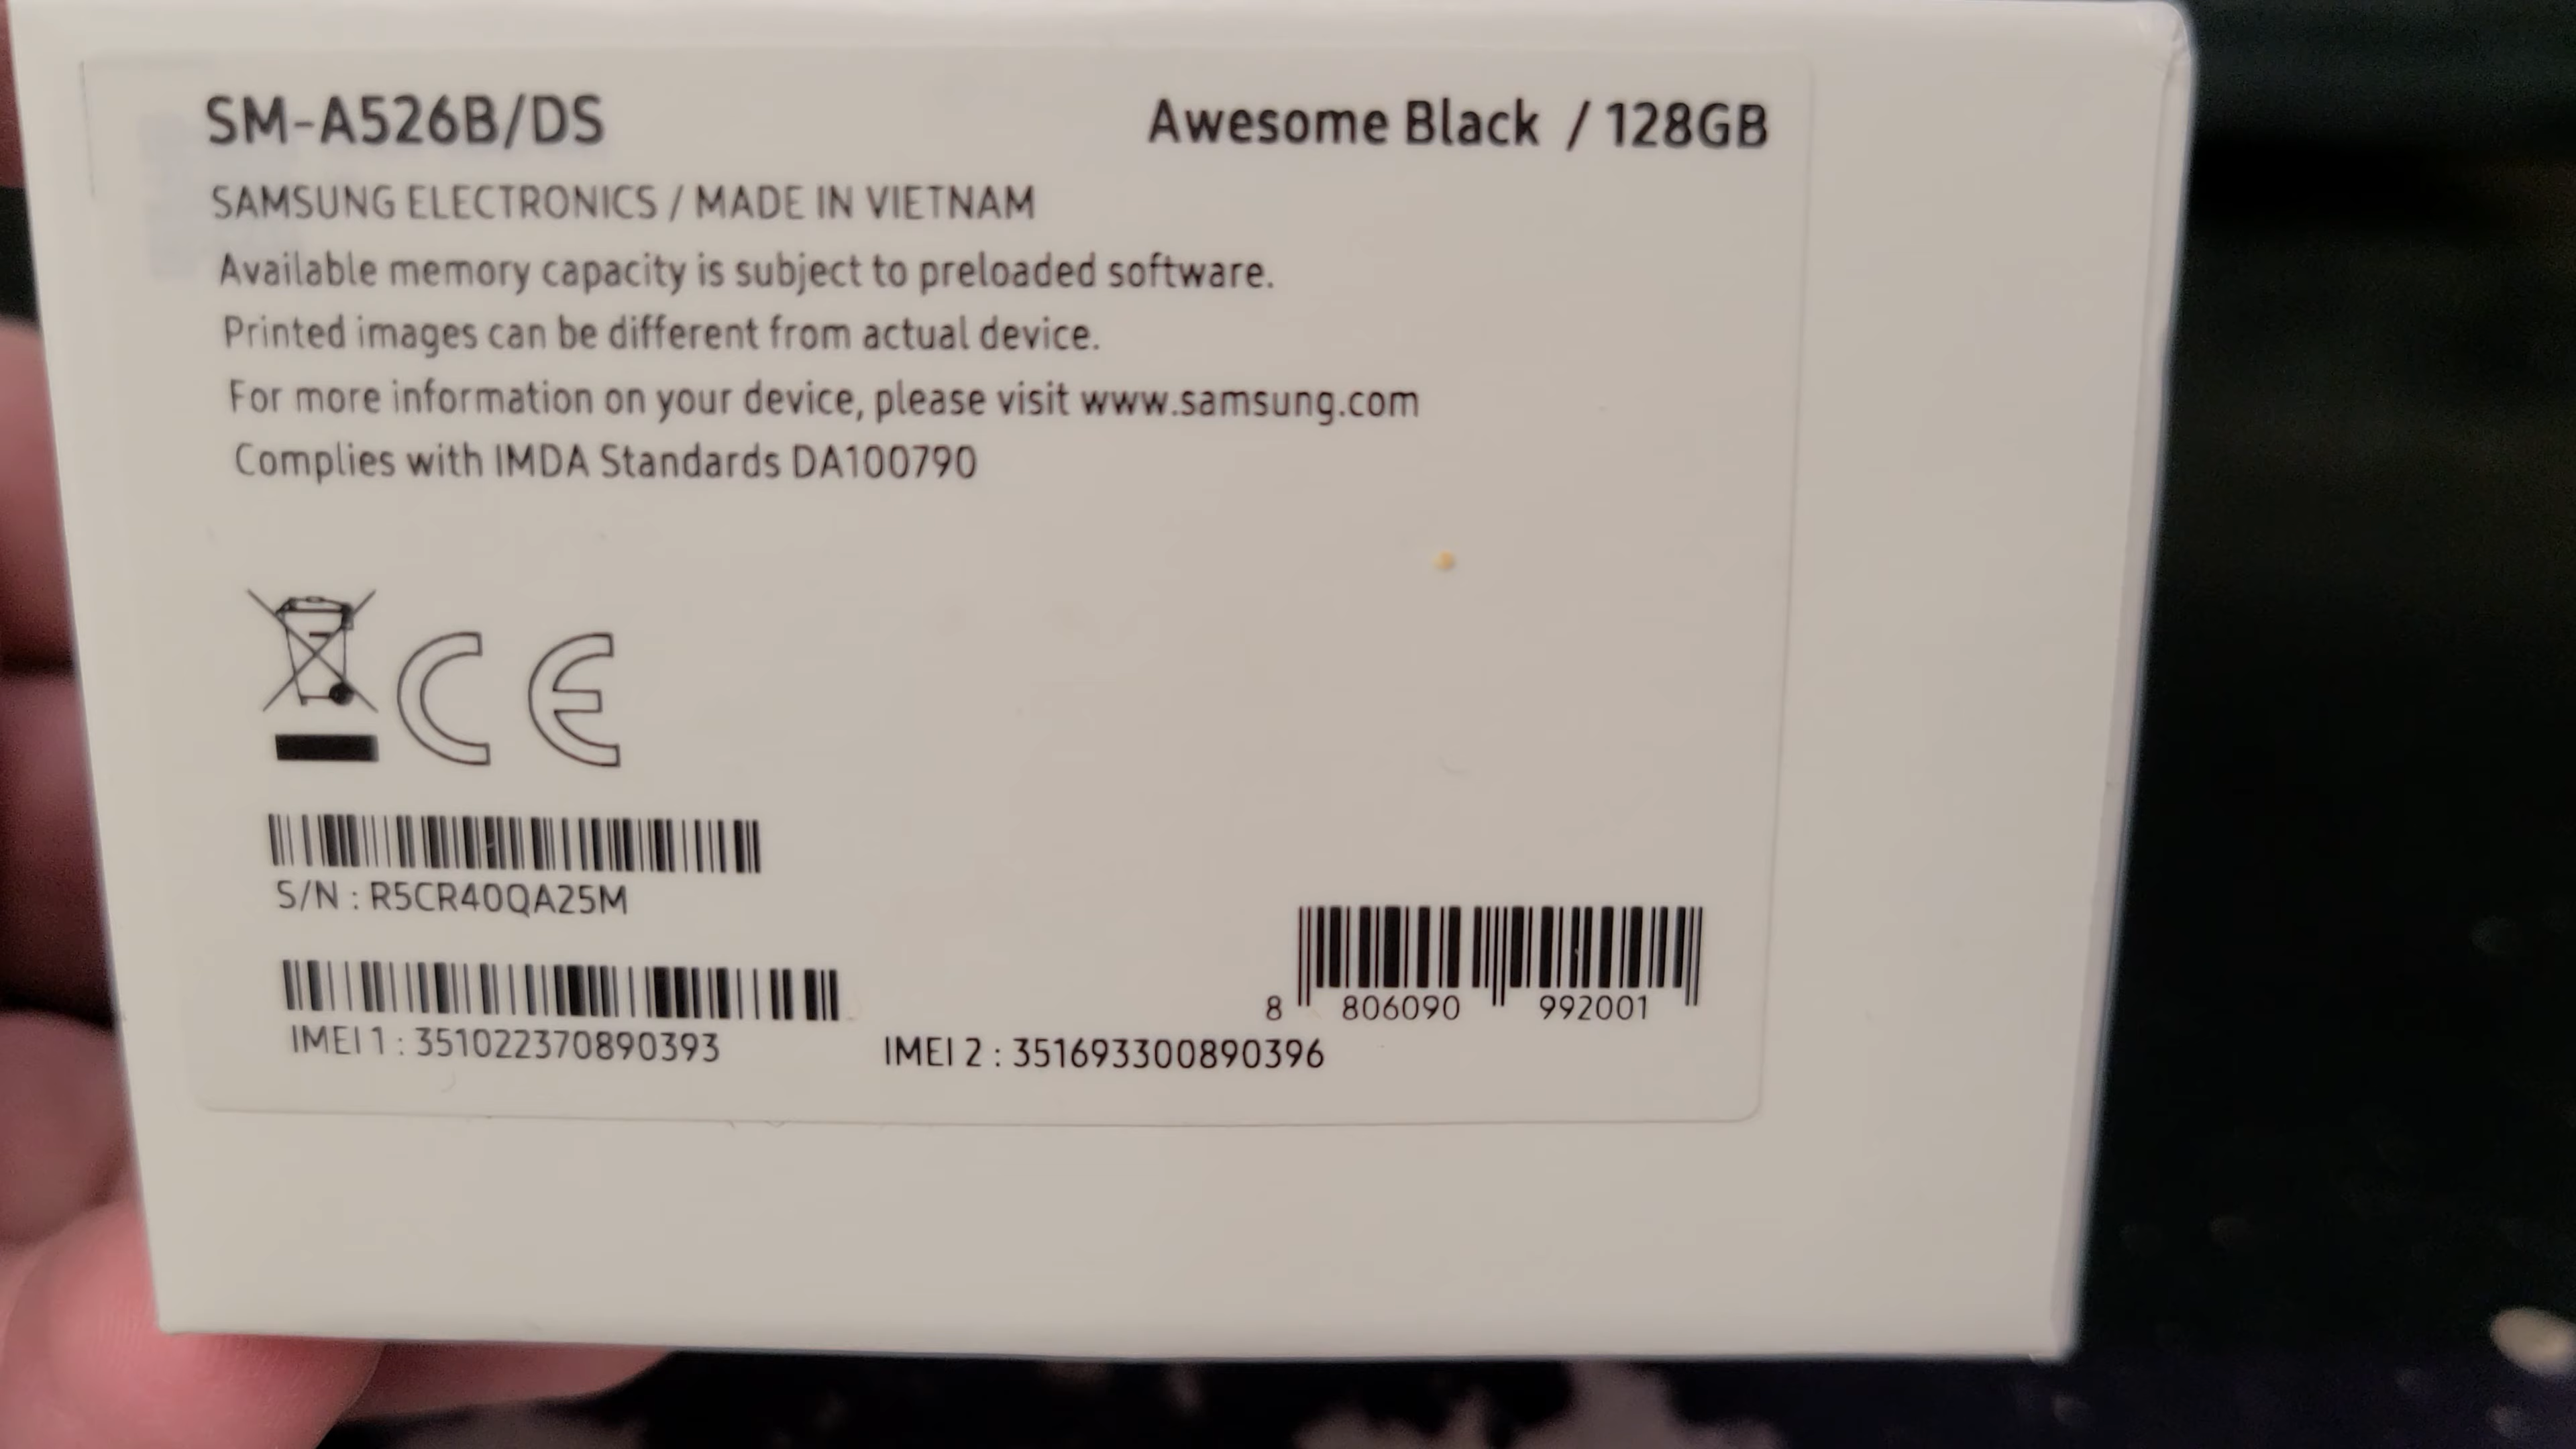 SM-A526B/DS
Awesome Black / 128GB
SAMSUNG ELECTRONICS / MADE IN VIETNAM
Available memory capacity is subject to preloaded software.
Printed images can be different from actual device.
For more information on your device, please visit www.samsung.com
Complies with IMDA Standards DA100790
CE
S/N : R5CR40QA25M
8 806090 992001
IMEI 1 : 351022370890393
IMEI 2 : 351693300890396